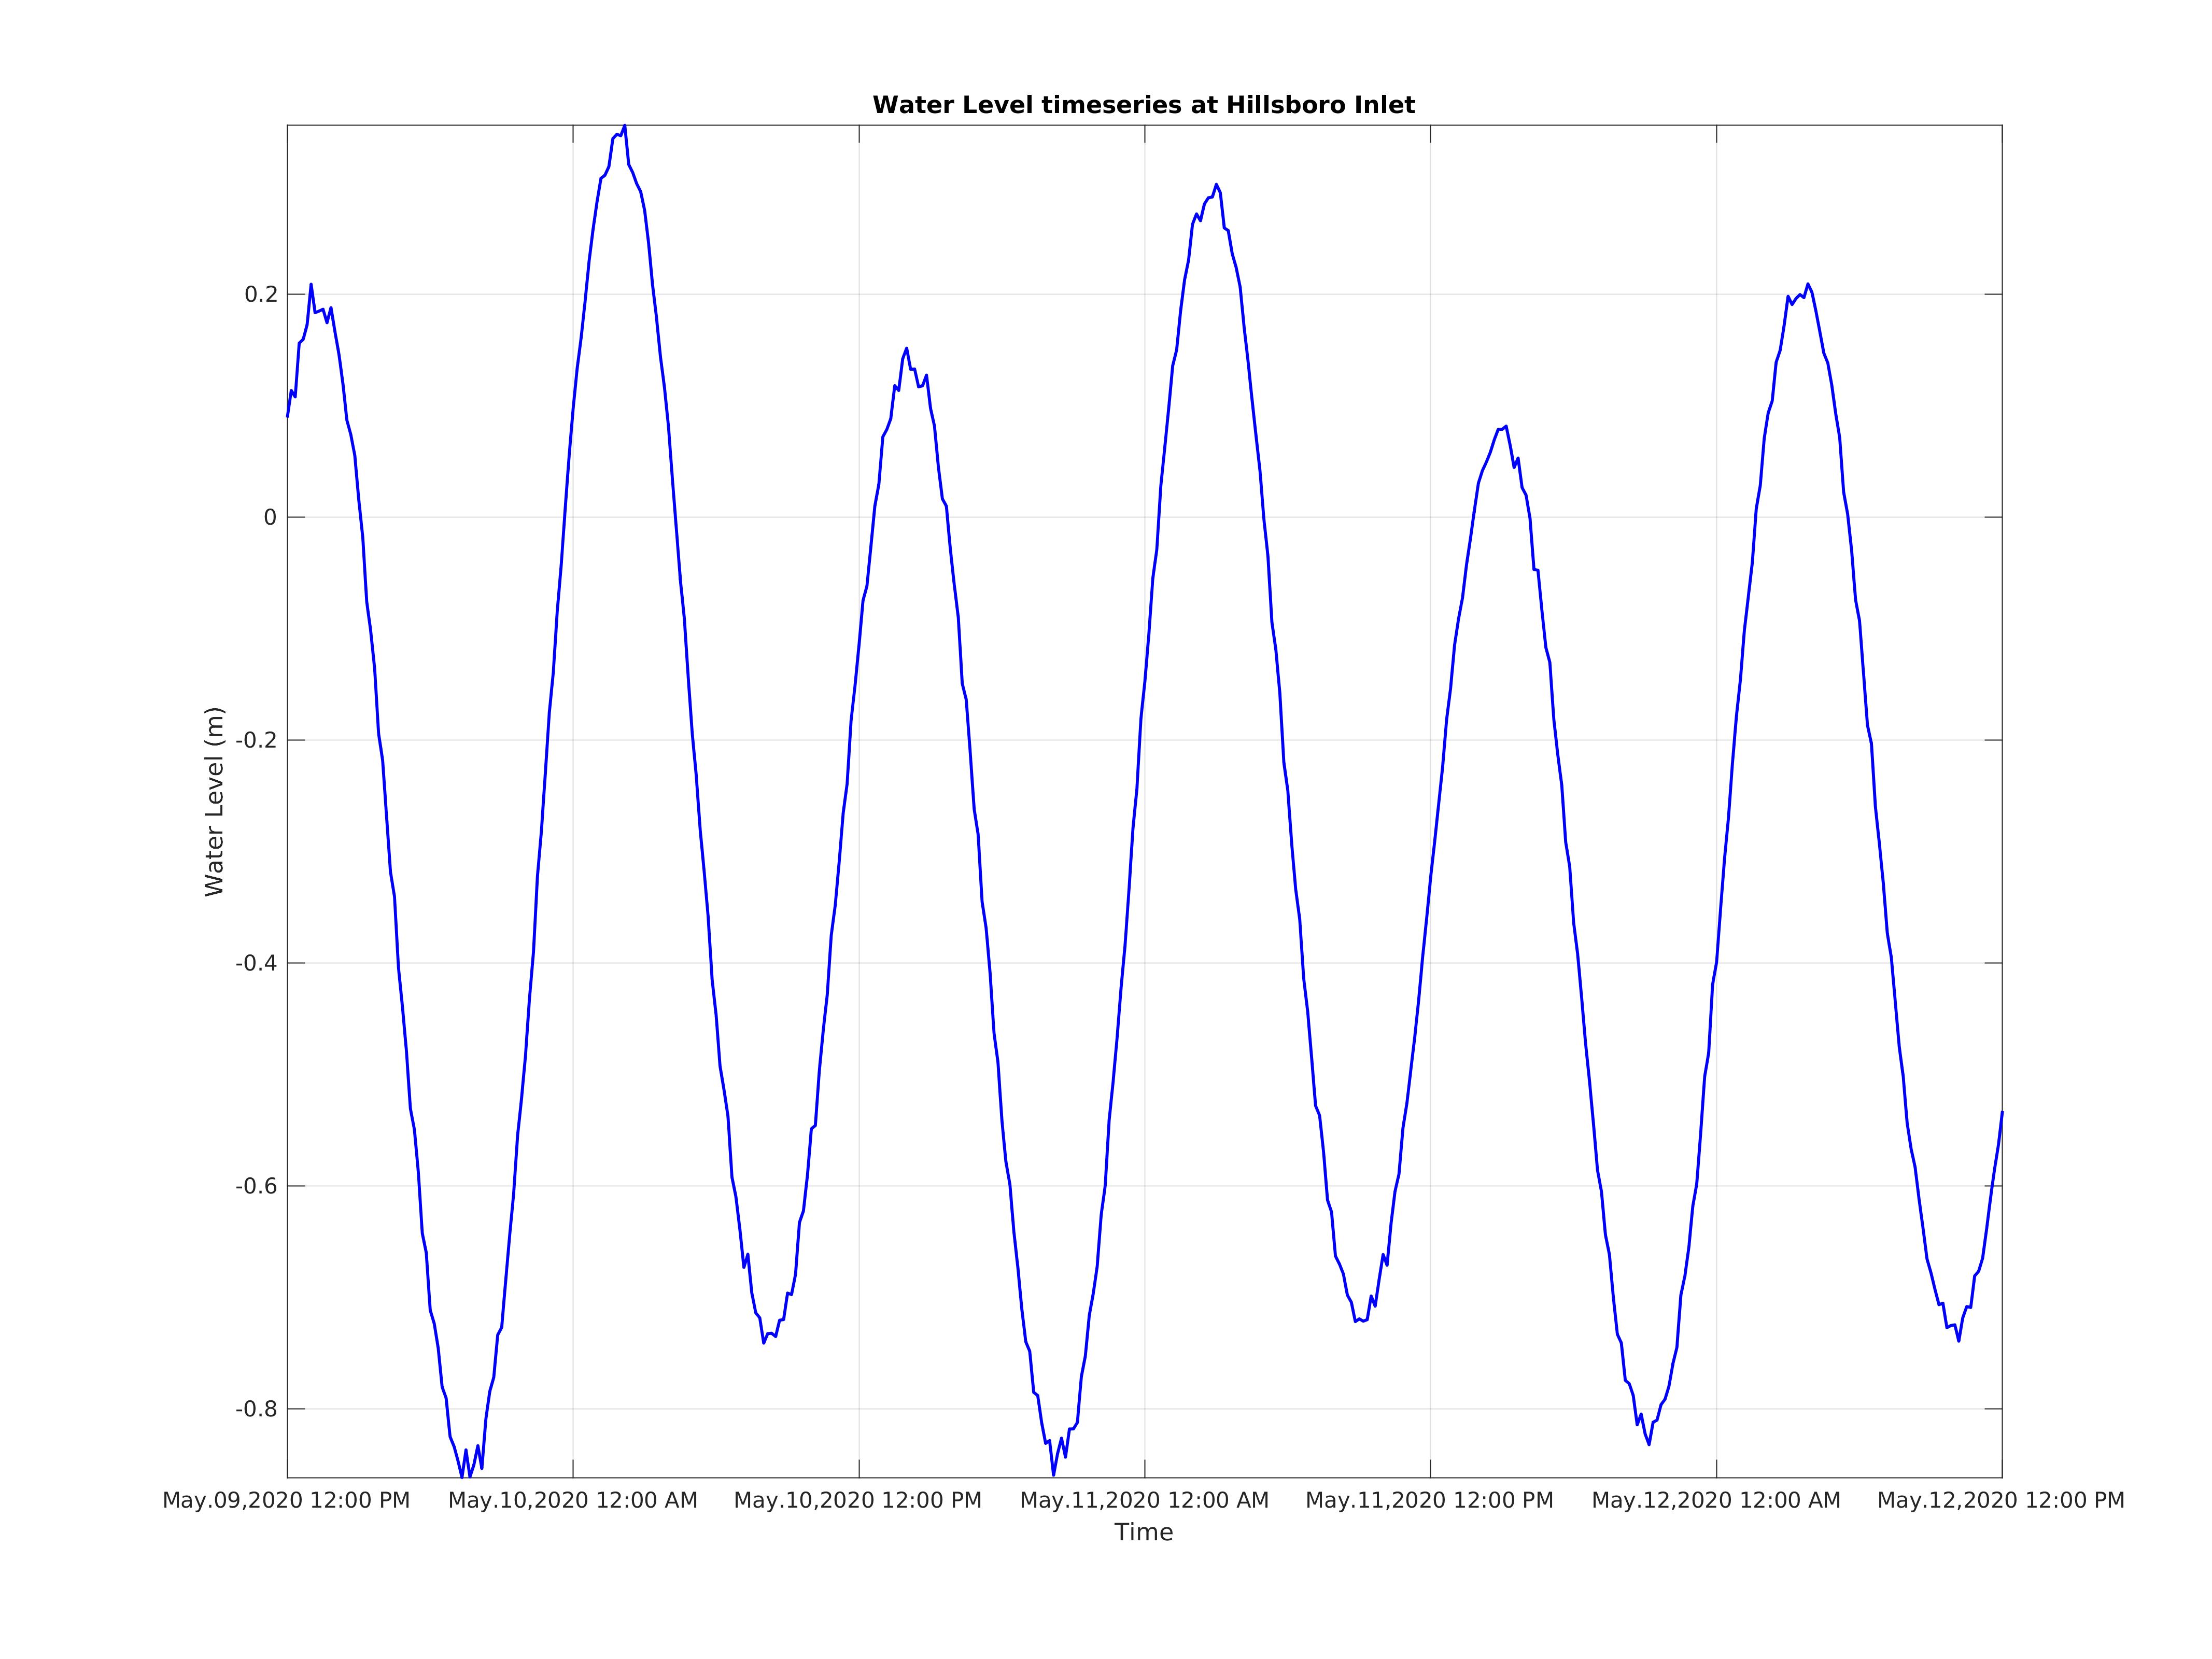 Water Level timeseries at Hillsboro Inlet
0.2
0
-0.2
-0.4
-0.6
-0.8
Water Level (m)
May.09,2020 12:00 PM May.10,2020 12:00 AM May.10,2020 12:00 PM May.11,2020 12:00 AM May.11,2020 12:00 PM May.12,2020 12:00 AM May.12,2020 12:00 PM
Time